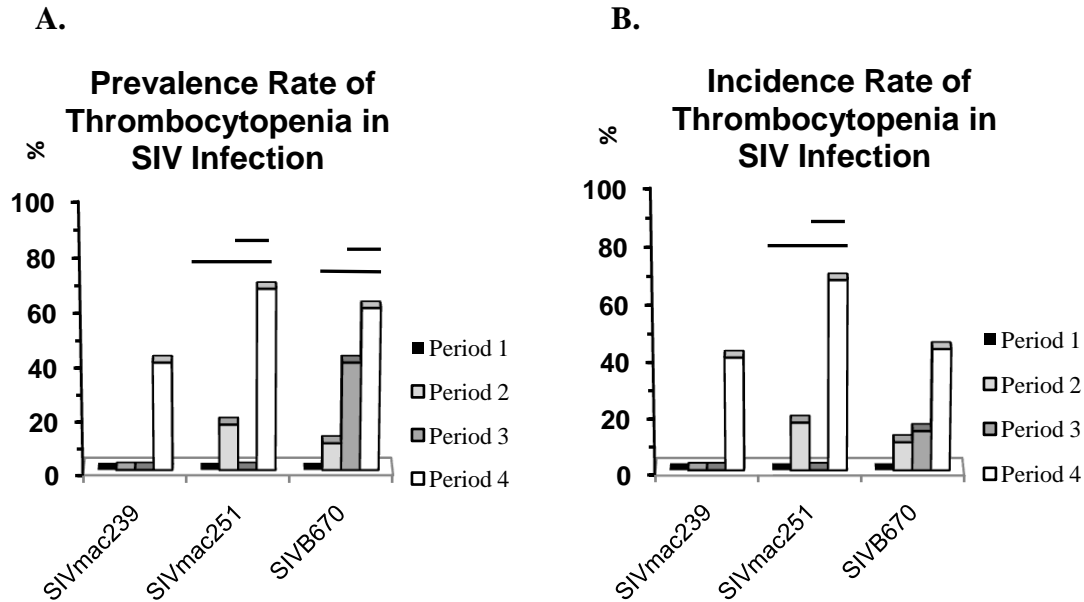 A.
Prevalence Rate of
Thrombocytopenia in
SIV Infection
%
100
80
60
40
20
0
SIVmac239
SIVmac251
SIVB670
Period 1
Period 2
Period 3
Period 4
B.
Incidence Rate of
Thrombocytopenia in
SIV Infection
%
100
80
60
40
20
0
SIVmac239
SIVmac251
SIVB670
Period 1
Period 2
Period 3
Period 4